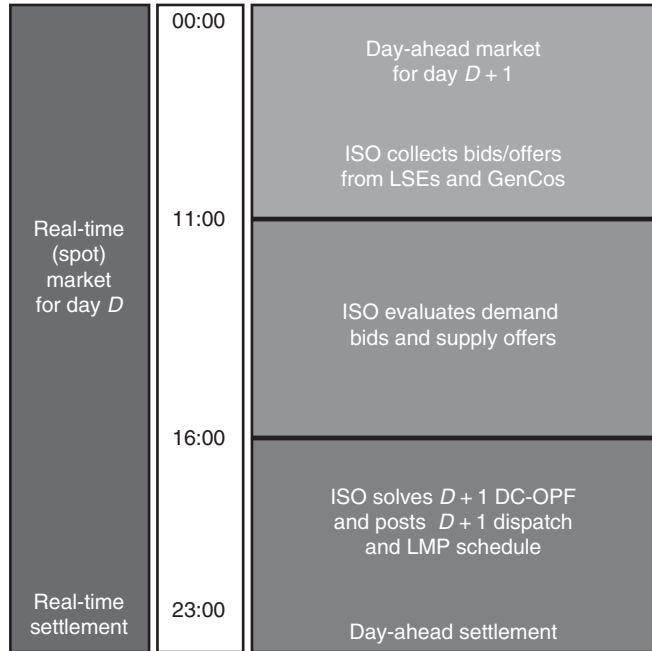 Real-time
(spot)
market
for day D
Real-time
settlement
00:00
11:00
16:00
23:00
Day-ahead market
for day D + 1
ISO collects bids/offers
from LSEs and GenCos
ISO evaluates demand
bids and supply offers
ISO solves D + 1 DC-OPF
and posts D + 1 dispatch
and LMP schedule
Day-ahead settlement